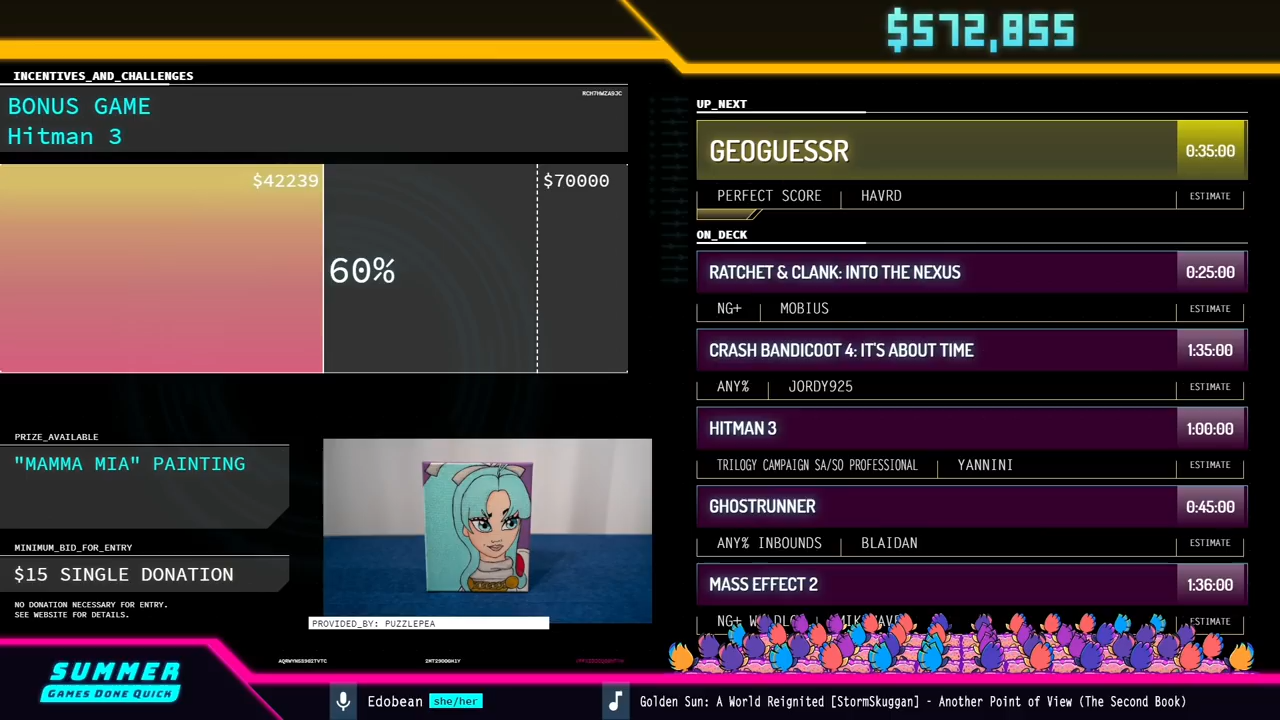 $572,855
INCENTIVES_AND_CHALLENGES
BONUS GAME
Hitman 3
$42239
$70000
60%
PRIZE_AVAILABLE
"MAMMA MIA" PAINTING
MINIMUM_BID_FOR_ENTRY
$15 SINGLE DONATION
NO DONATION NECESSARY FOR ENTRY.
SEE WEBSITE FOR DETAILS.
PROVIDED_BY: PUZZLEPEA
UP_NEXT
GEOGUESSR
0:35:00
PERFECT SCORE
HAVRD
ESTIMATE
ON_DECK
RATCHET & CLANK: INTO THE NEXUS
0:25:00
NG+
MOBIUS
ESTIMATE
CRASH BANDICOOT 4: IT'S ABOUT TIME
1:35:00
ANY%
JORDY925
ESTIMATE
HITMAN 3
1:00:00
TRILOGY CAMPAIGN SA/SO PROFESSIONAL
YANNINI
ESTIMATE
GHOSTRUNNER
0:45:00
ANY% INBOUNDS
BLAIDAN
ESTIMATE
MASS EFFECT 2
1:36:00
NG+
ESTIMATE
SUMMER
GAMES DONE QUICK
Edobean she/her
Golden Sun: A World Reignited [StormSkuggan] - Another Point of View (The Second Book)